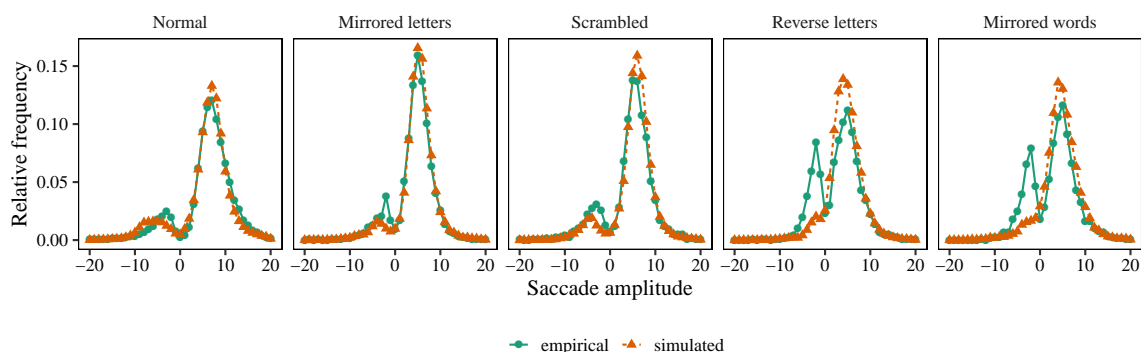 Normal Mirrored letters Scrambled Reverse letters Mirrored words
Relative frequency
0.15
0.10
0.05
0.00
−20 −10 0 10 20 −20 −10 0 10 20 −20 −10 0 10 20 −20 −10 0 10 20 −20 −10 0 10 20
Saccade amplitude
empirical simulated